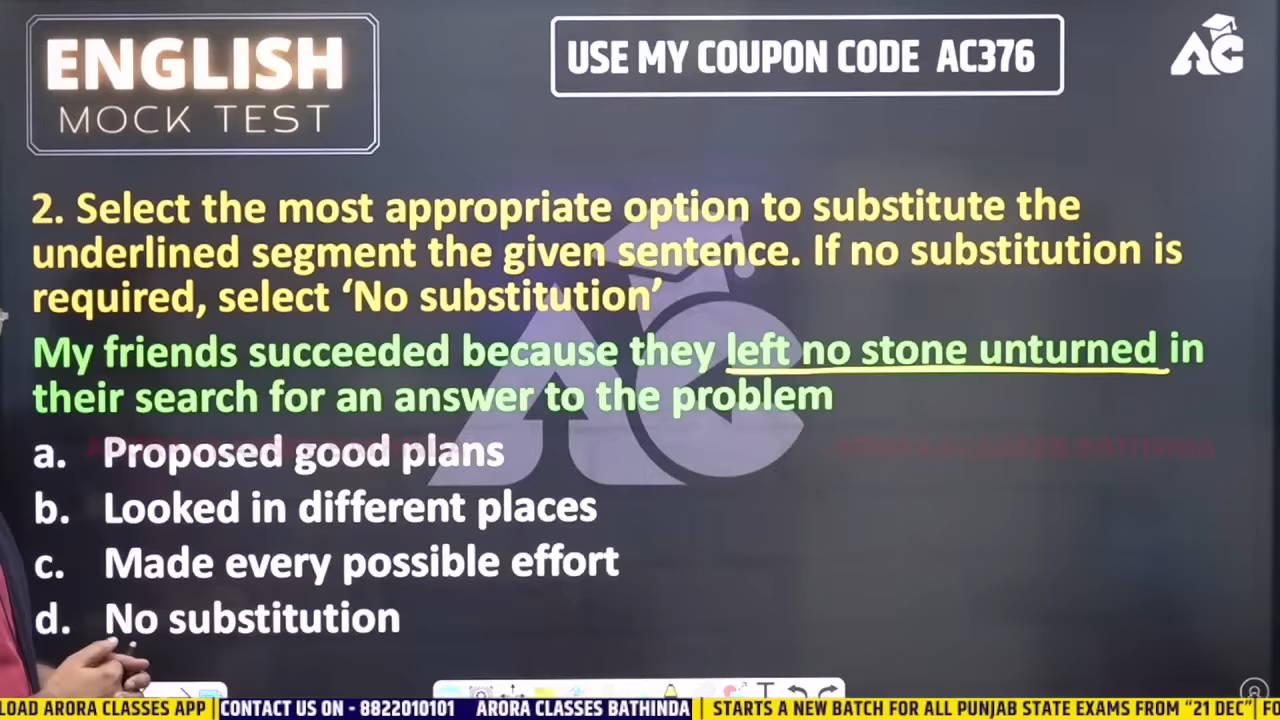 ENGLISH
MOCK TEST
USE MY COUPON CODE AC376
AC
2. Select the most appropriate option to substitute the
underlined segment the given sentence. If no substitution is
required, select ‘No substitution’
My friends succeeded because they left no stone unturned in
their search for an answer to the problem
a. Proposed good plans
b. Looked in different places
c. Made every possible effort
d. No substitution
LOAD ARORA CLASSES APP | CONTACT US ON - 8822010101 ARORA CLASSES BATHINDA | STARTS A NEW BATCH FOR ALL PUNJAB STATE EXAMS FROM “21 DEC” | FO